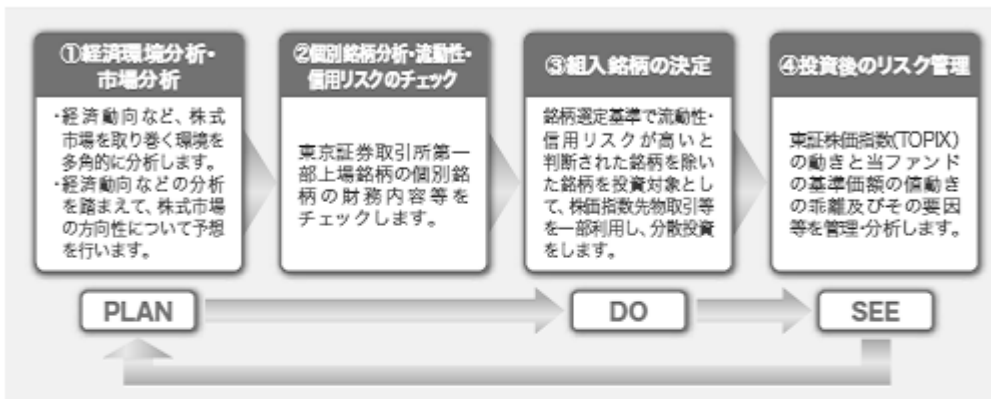 ①経済環境分析・
市場分析
・経済動向など、株式
市場を取り巻く環境を
多角的に分析します。
・経済動向などの分析
を踏まえて、株式市場
の方向性について予想
を行います。
②個別銘柄分析・流動性・
信用リスクのチェック
東京証券取引所第一
部上場銘柄の個別銘
柄の財務内容等を
チェックします。
③組入銘柄の決定
銘柄選定基準で流動性・
信用リスクが高いと
判断された銘柄を除い
た銘柄を投資対象とし
て、株価指数先物取引等
を一部利用し、分散投資
をします。
④投資後のリスク管理
東証株価指数(TOPIX)
の動きと当ファンド
の基準価額の値動き
の乖離及びその要因
等を管理・分析します。
PLAN
DO
SEE